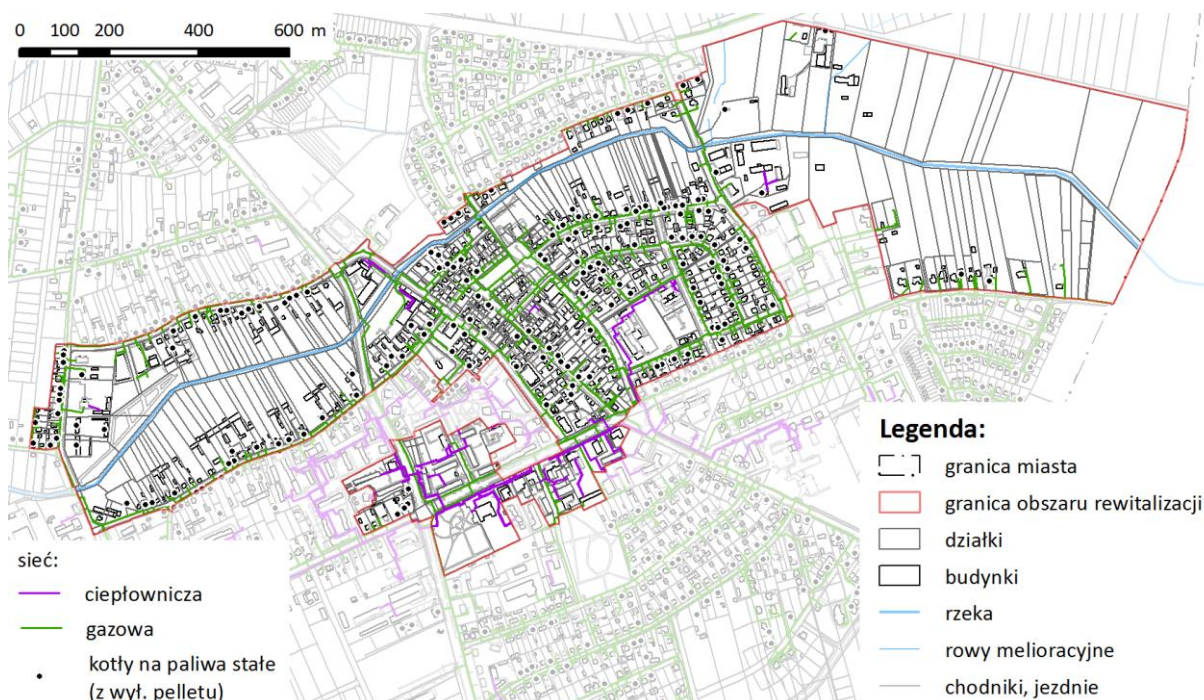 0 100 200 400 600 m
Legenda:
granica miasta
granica obszaru rewitalizacji
działki
budynki
rzeka
rowy melioracyjne
chodniki, jezdnie
sieć:
ciepłownicza
gazowa
kotły na paliwa stałe
(z wył. pelletu)